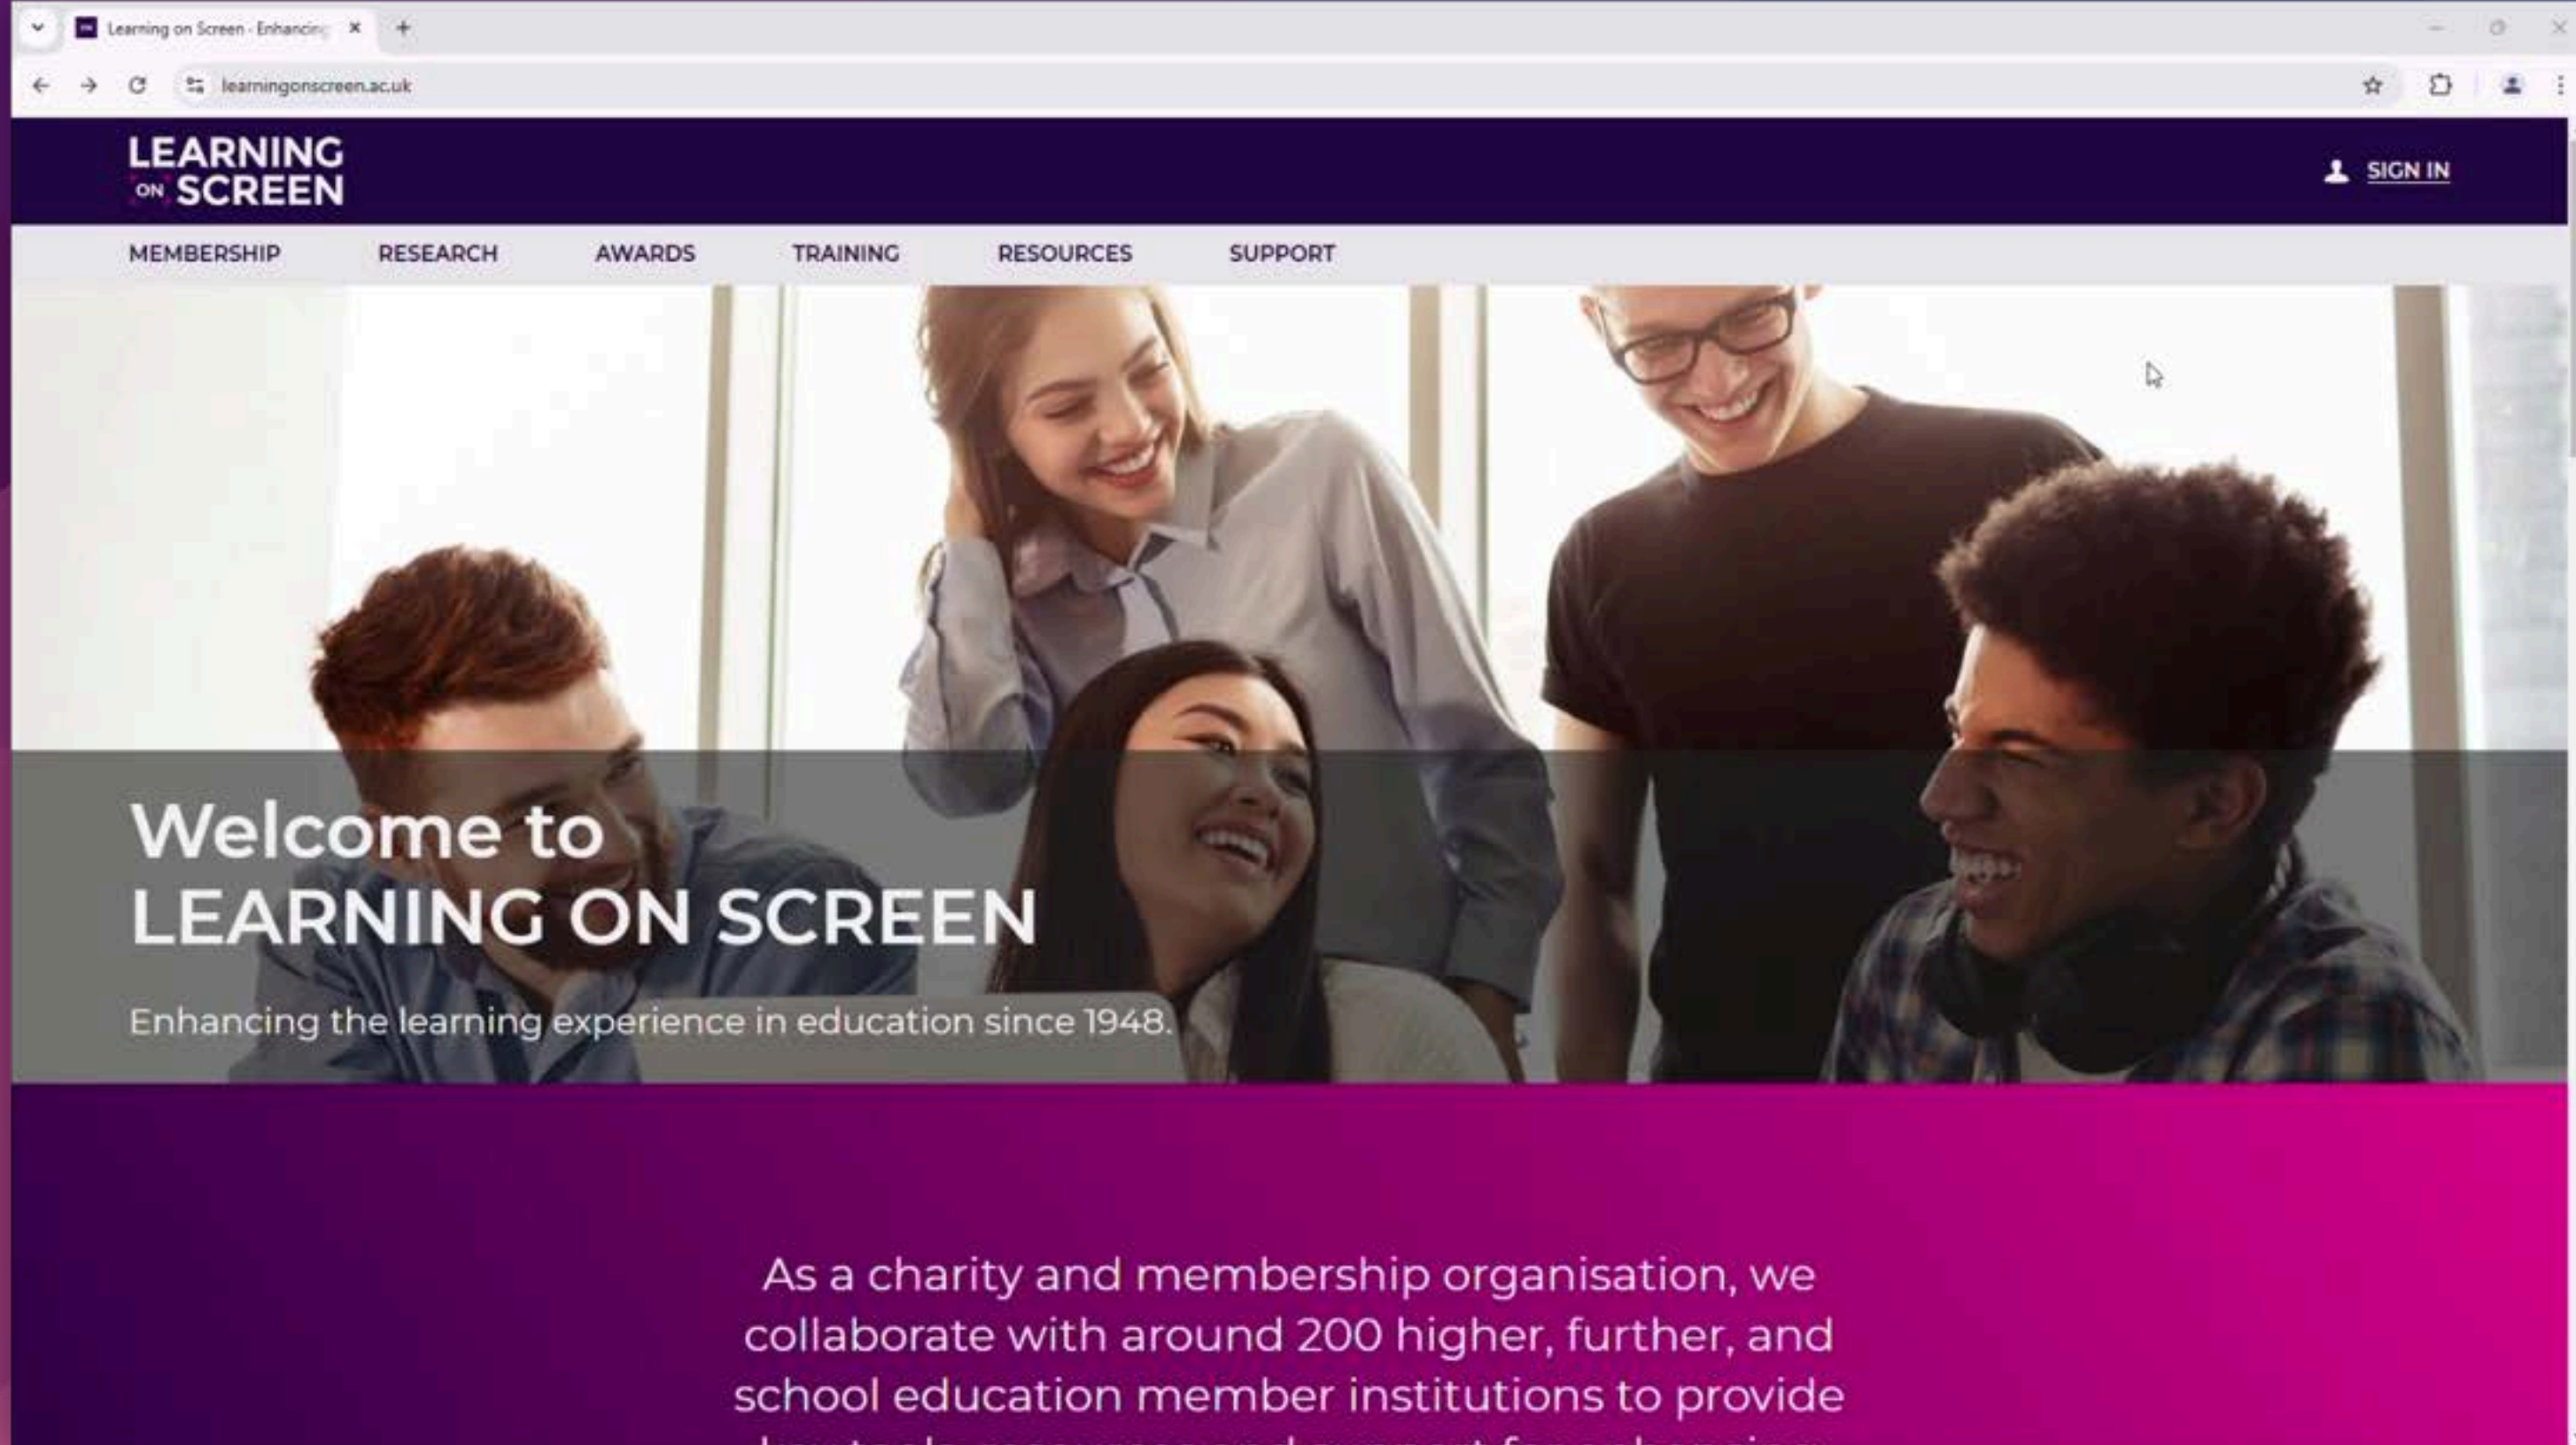 Learning on Screen - Enhancing
learningonscreen.ac.uk
LEARNING
ON SCREEN
SIGN IN
MEMBERSHIP RESEARCH AWARDS TRAINING RESOURCES SUPPORT
Welcome to
LEARNING ON SCREEN
Enhancing the learning experience in education since 1948.
As a charity and membership organisation, we
collaborate with around 200 higher, further, and
school education member institutions to provide